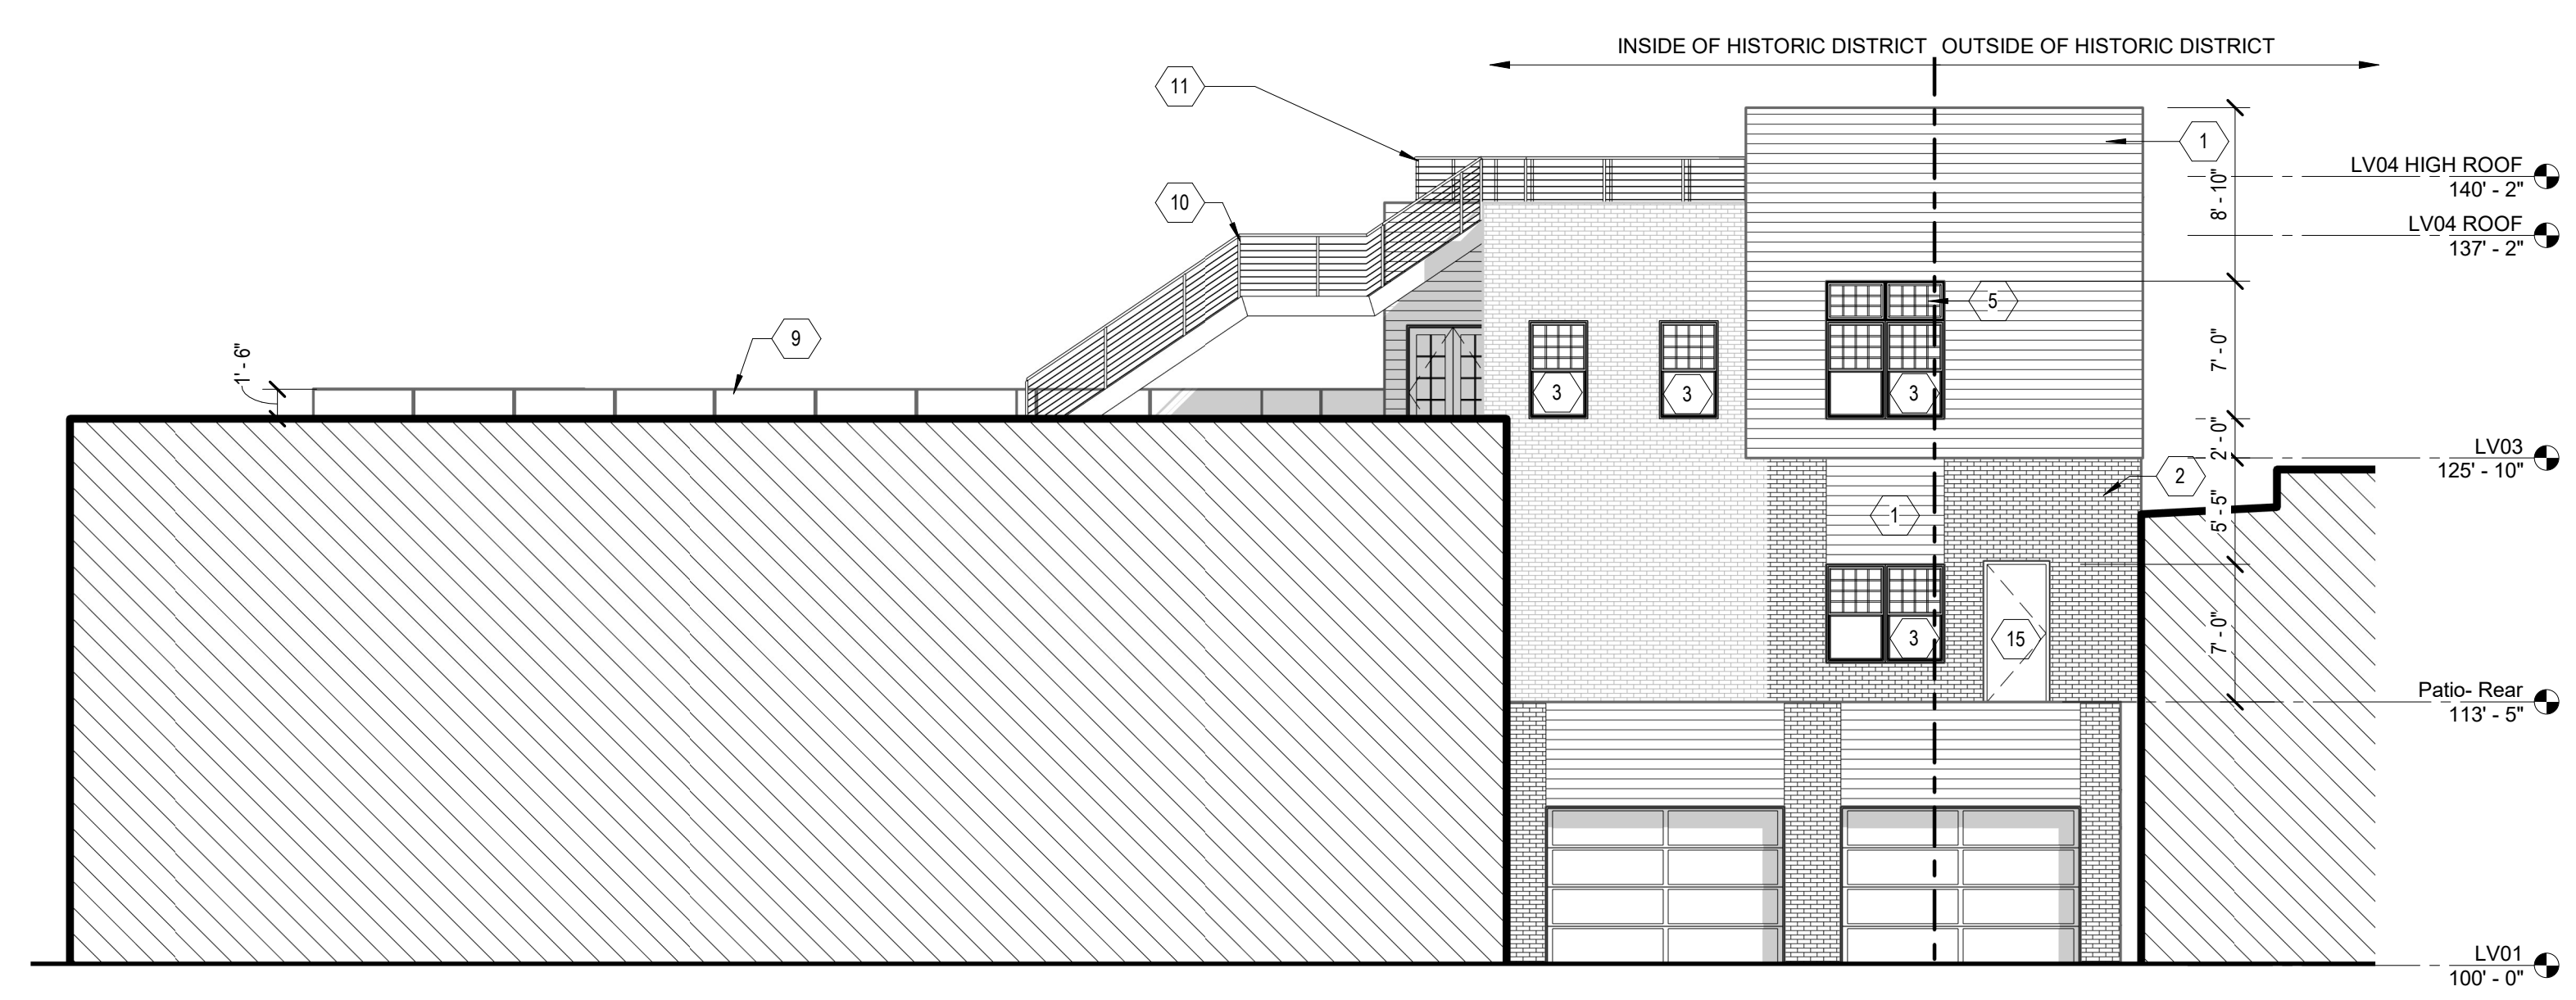 INSIDE OF HISTORIC DISTRICT
OUTSIDE OF HISTORIC DISTRICT
11
1
LV04 HIGH ROOF
140' - 2"
8' - 10"
10
LV04 ROOF
137' - 2"
5
9
1' - 6"
7' - 0"
3
3
3
2' - 0"
LV03
125' - 10"
2
1
5' - 5"
3
15
7' - 0"
Patio- Rear
113' - 5"
LV01
100' - 0"